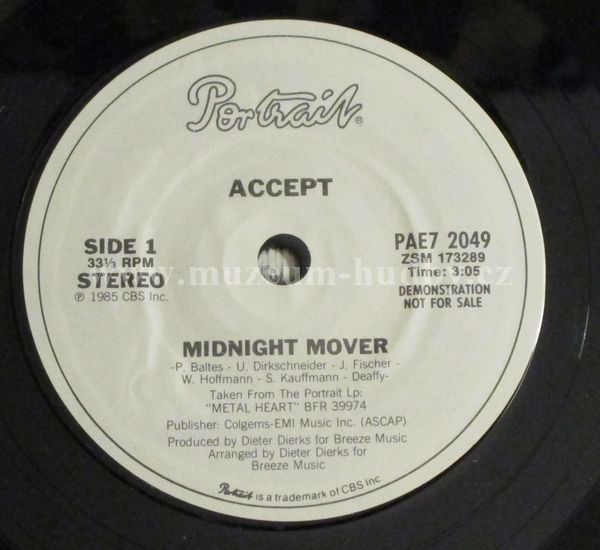 Portrait®
ACCEPT
SIDE 1
33⅓ RPM
STEREO
℗ 1985 CBS Inc.
PAE7 2049
ZSM 173289
Time: 3:05
DEMONSTRATION
NOT FOR SALE
www.muzeum-hudby.cz
MIDNIGHT MOVER
-P. Baltes - U. Dirkschneider - J. Fischer -
W. Hoffmann - S. Kauffmann - Deaffy-
Taken From The Portrait Lp:
"METAL HEART" BFR 39974
Publisher: Colgems-EMI Music Inc. (ASCAP)
Produced by Dieter Dierks for Breeze Music
Arranged by Dieter Dierks for
Breeze Music
Portrait is a trademark of CBS Inc